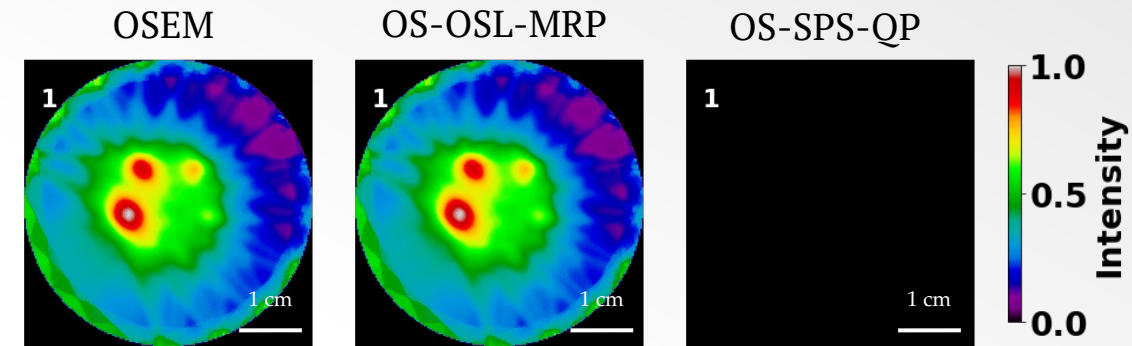 OSEM
OS-OSL-MRP
OS-SPS-QP
1
1
1
1 cm
1 cm
1 cm
1.0
0.5
0.0
Intensity